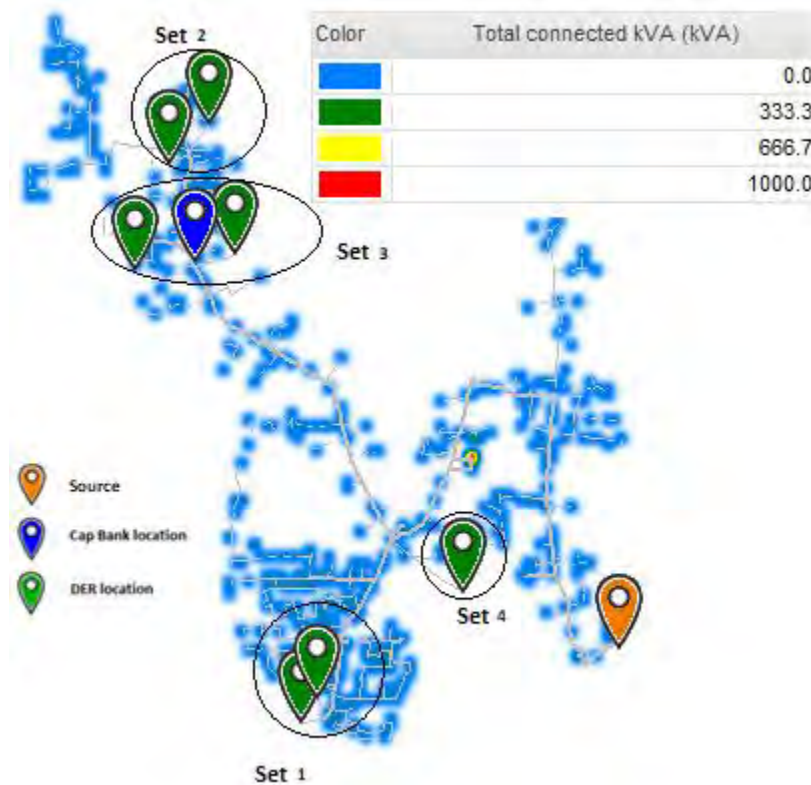 Set 2
Color Total connected kVA (kVA)
0.0
333.3
666.7
1000.0
Set 3
Source
Cap Bank location
DER location
Set 4
Set 1